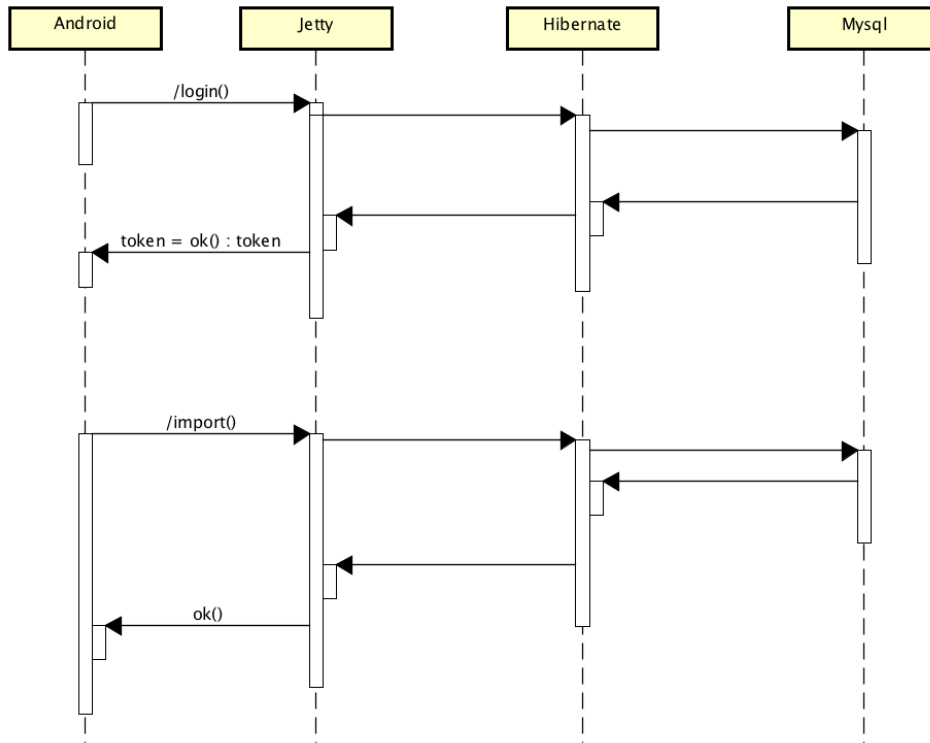 Android
Jetty
Hibernate
Mysql
/login()
token = ok() : token
/import()
ok()